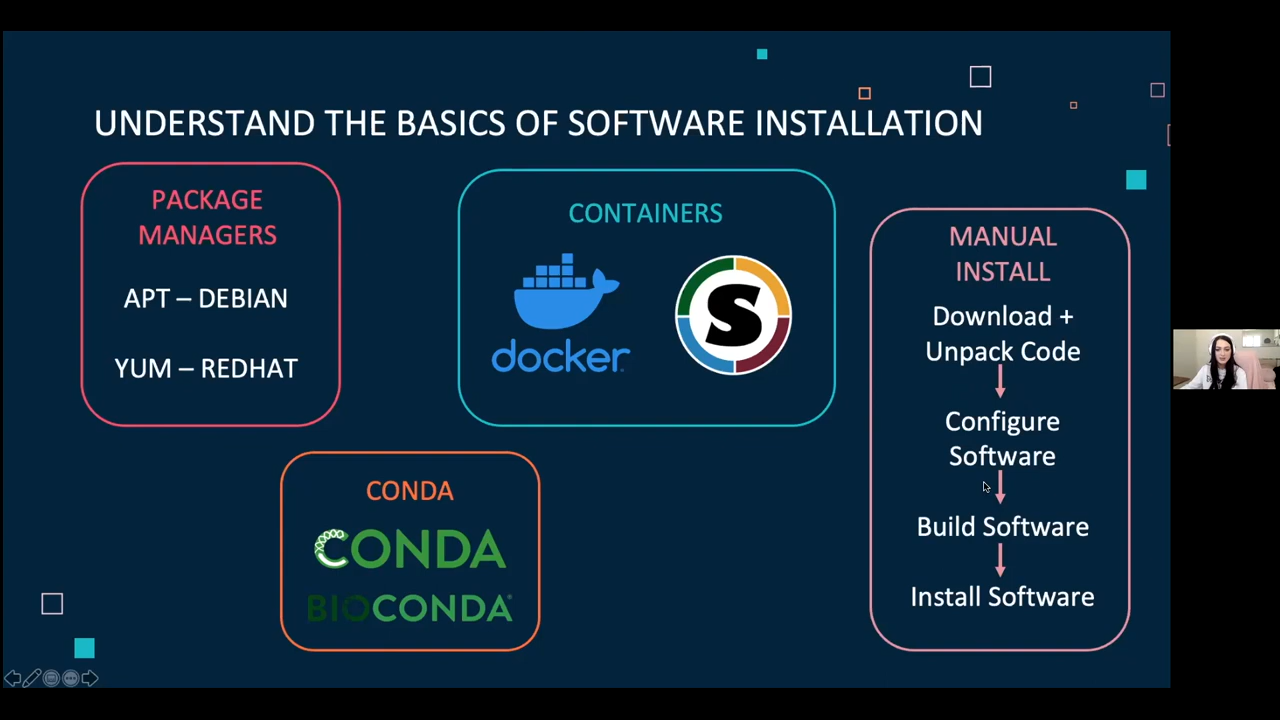 UNDERSTAND THE BASICS OF SOFTWARE INSTALLATION
PACKAGE
MANAGERS
APT – DEBIAN
YUM – REDHAT
CONTAINERS
docker
S
CONDA
CONDA
BIOCONDA®
MANUAL
INSTALL
Download +
Unpack Code
Configure
Software
Build Software
Install Software